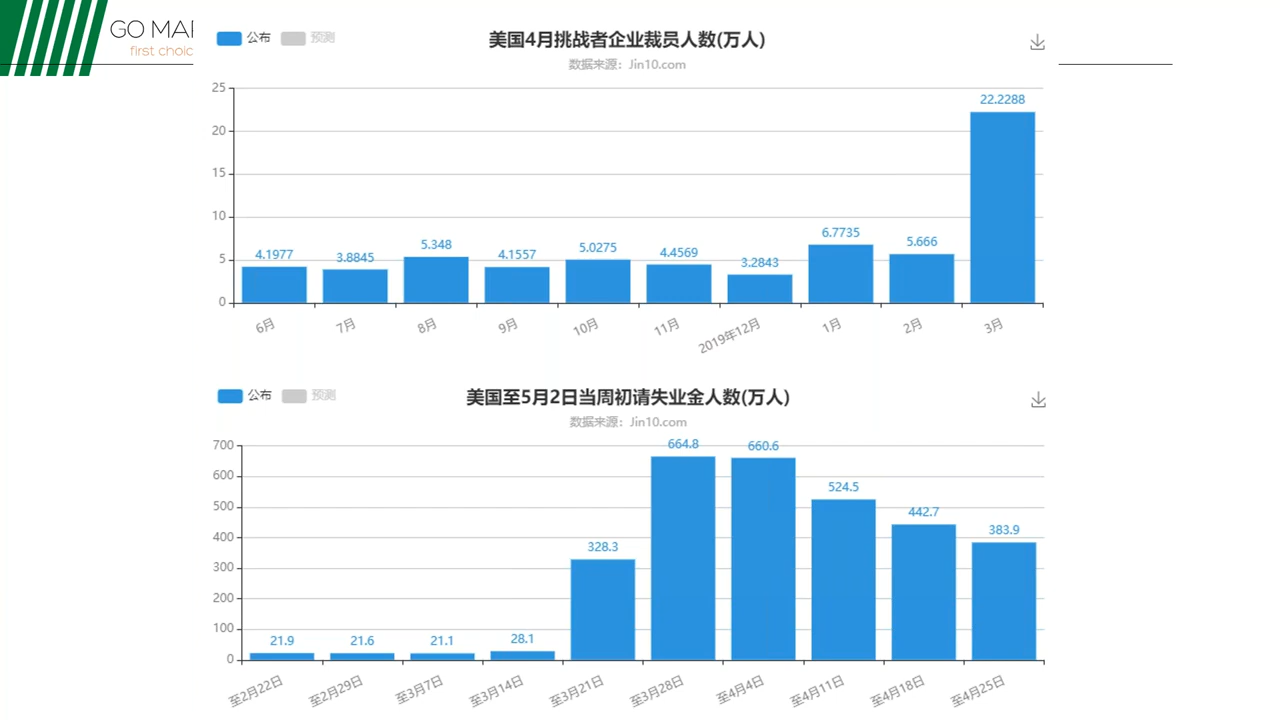 GO MAR
first choic
公布 预测
美国4月挑战者企业裁员人数(万人)
数据来源：Jin10.com
25
20
15
10
5
0
4.1977 3.8845 5.348 4.1557 5.0275 4.4569 3.2843 6.7735 5.666 22.2288
6月 7月 8月 9月 10月 11月 2019年12月 1月 2月 3月
公布 预测
美国至5月2日当周初请失业金人数(万人)
数据来源：Jin10.com
700
600
500
400
300
200
100
0
21.9 21.6 21.1 28.1 328.3 664.8 660.6 524.5 442.7 383.9
至2月22日 至2月29日 至3月7日 至3月14日 至3月21日 至3月28日 至4月4日 至4月11日 至4月18日 至4月25日